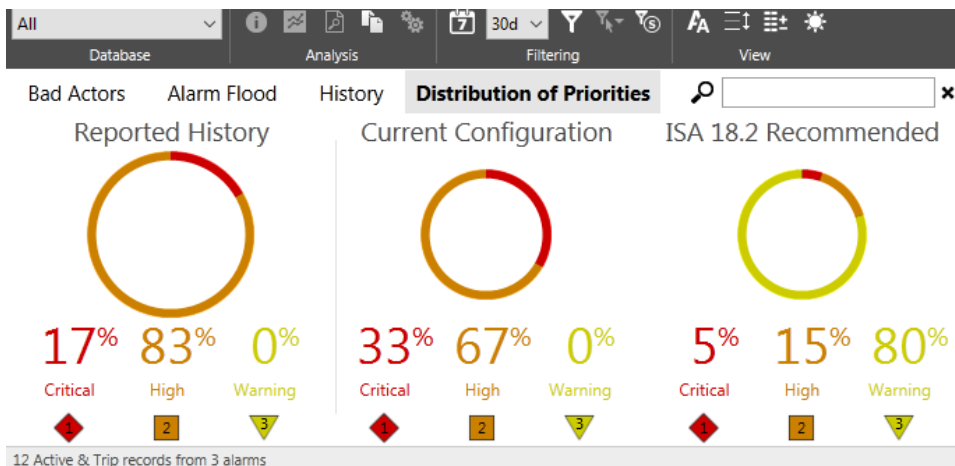 All
7
30d
S
A A
Database
Analysis
Filtering
View
Bad Actors
Alarm Flood
History
Distribution of Priorities
Reported History
Current Configuration
ISA 18.2 Recommended
17% 83% 0%
33% 67% 0%
5% 15% 80%
Critical High Warning
Critical High Warning
Critical High Warning
1 2 3
1 2 3
1 2 3
12 Active & Trip records from 3 alarms